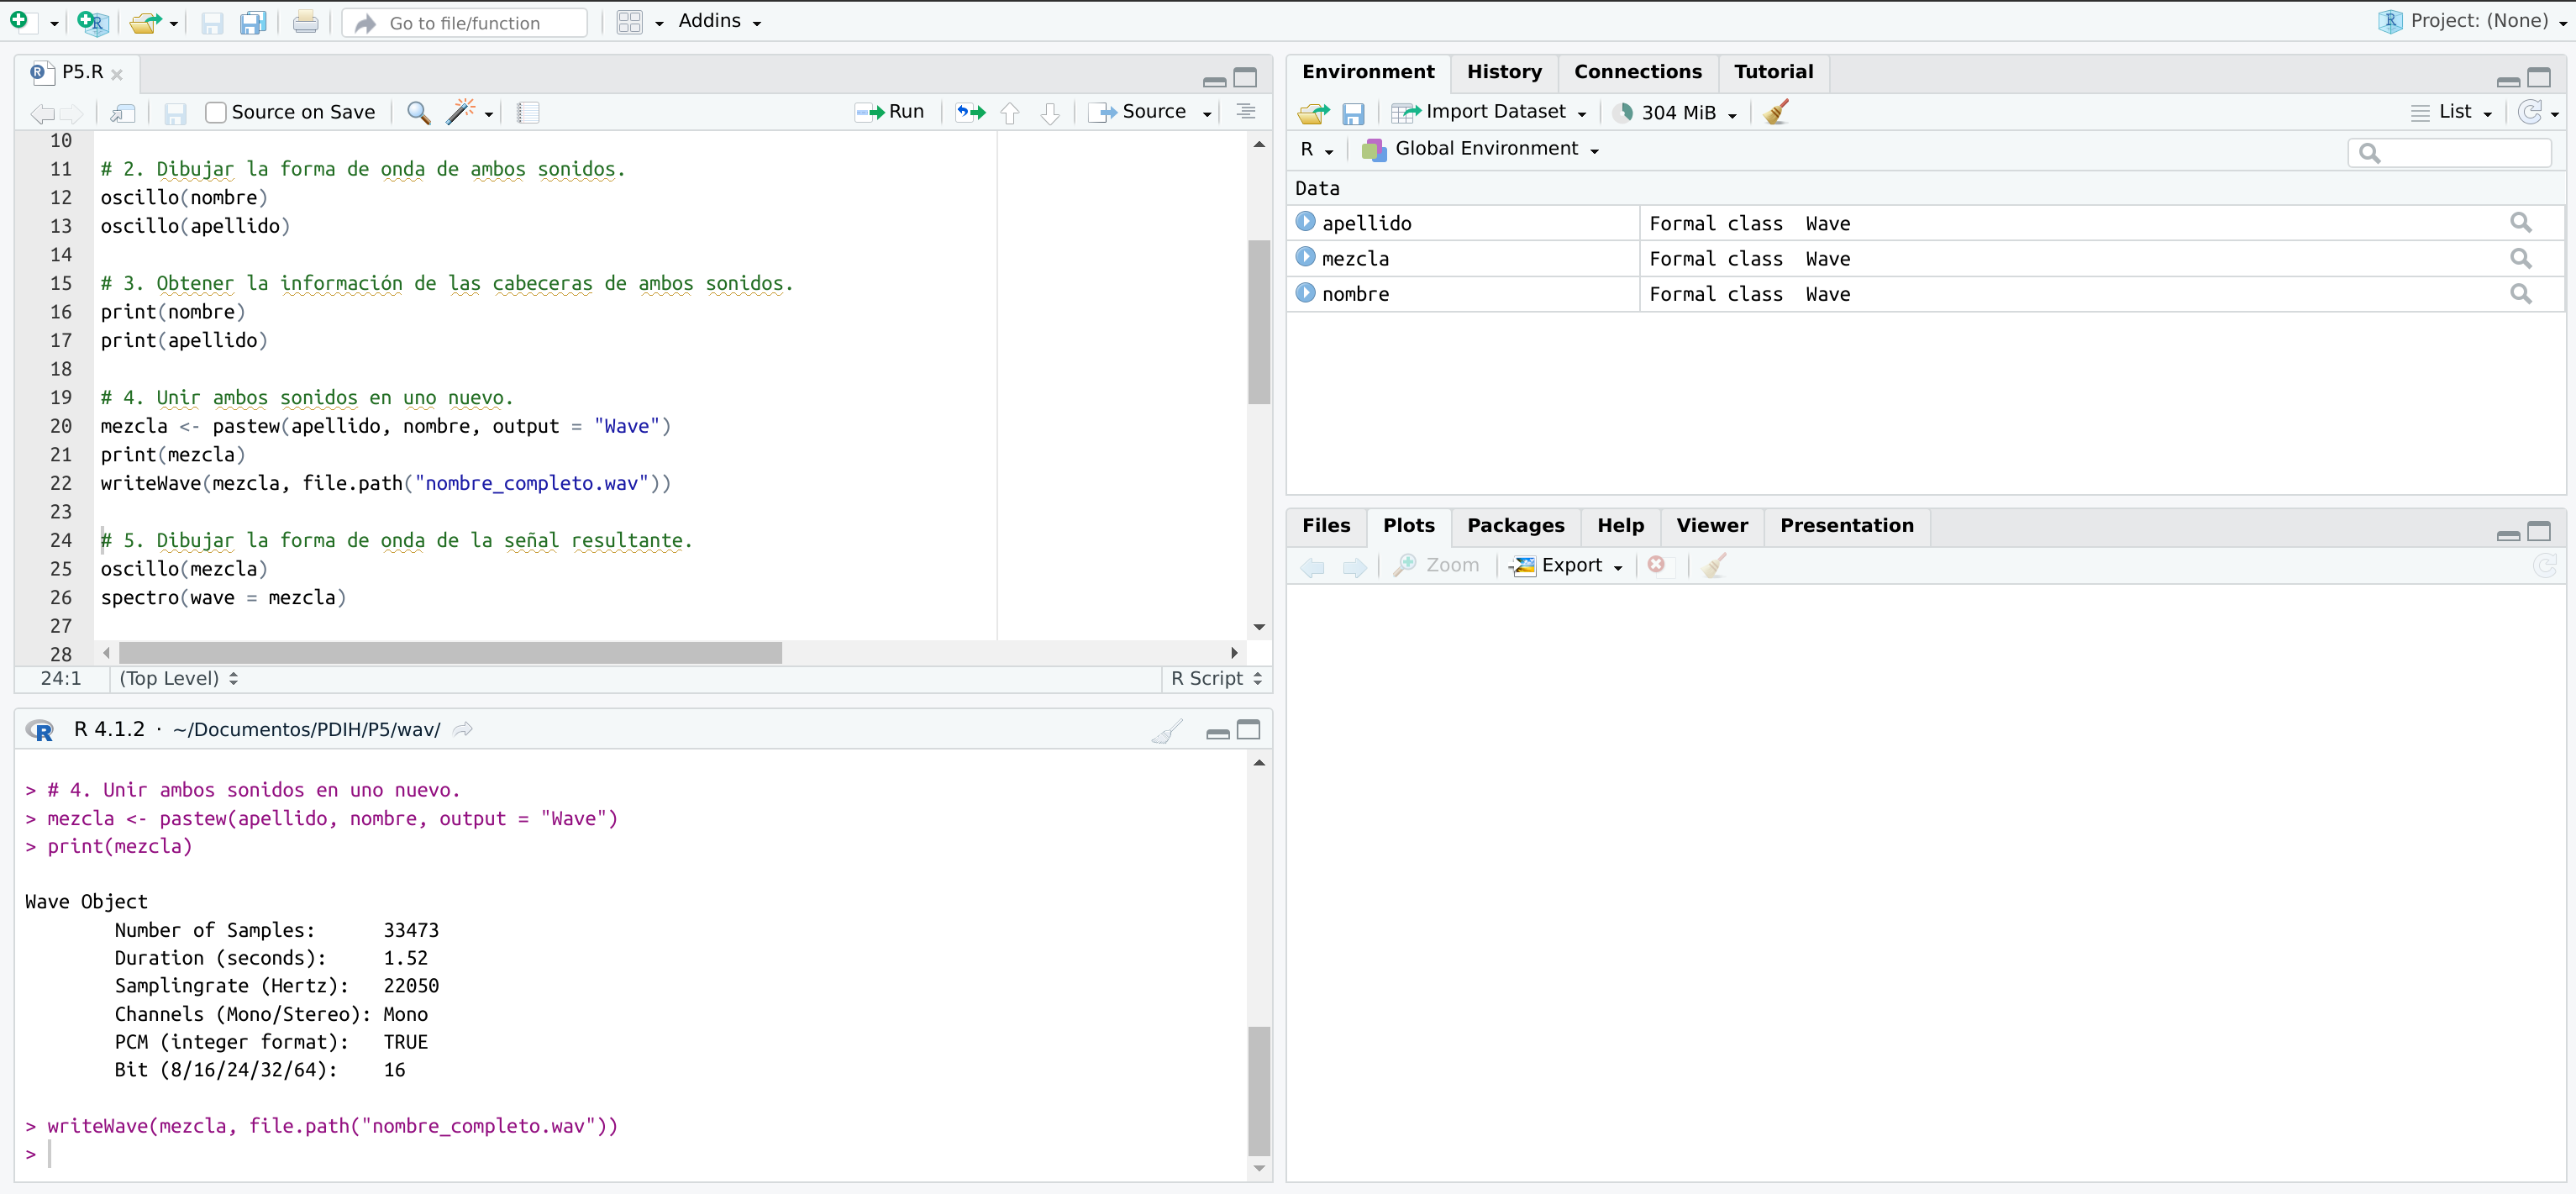 Go to file/function
Addins
Project: (None)
P5.R
Source on Save
Run
Source
10
11 # 2. Dibujar la forma de onda de ambos sonidos.
12 oscillo(nombre)
13 oscillo(apellido)
14
15 # 3. Obtener la información de las cabeceras de ambos sonidos.
16 print(nombre)
17 print(apellido)
18
19 # 4. Unir ambos sonidos en uno nuevo.
20 mezcla <- pastew(apellido, nombre, output = "Wave")
21 print(mezcla)
22 writeWave(mezcla, file.path("nombre_completo.wav"))
23
24 # 5. Dibujar la forma de onda de la señal resultante.
25 oscillo(mezcla)
26 spectro(wave = mezcla)
27
28
24:1 (Top Level) R Script
R 4.1.2 · ~/Documentos/PDIH/P5/wav/
> # 4. Unir ambos sonidos en uno nuevo.
> mezcla <- pastew(apellido, nombre, output = "Wave")
> print(mezcla)
Wave Object
Number of Samples: 33473
Duration (seconds): 1.52
Samplingrate (Hertz): 22050
Channels (Mono/Stereo): Mono
PCM (integer format): TRUE
Bit (8/16/24/32/64): 16
> writeWave(mezcla, file.path("nombre_completo.wav"))
>
Environment History Connections Tutorial
Import Dataset 304 MiB List
R Global Environment
Data
apellido Formal class Wave
mezcla Formal class Wave
nombre Formal class Wave
Files Plots Packages Help Viewer Presentation
Zoom Export